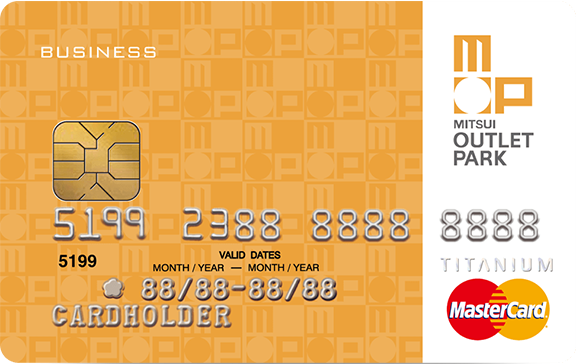 BUSINESS
mOP
MITSUI
OUTLET
PARK
5199 2388 8888 8888
5199
VALID DATES
MONTH / YEAR — MONTH / YEAR
TITANIUM
88/88-88/88
CARDHOLDER
MasterCard